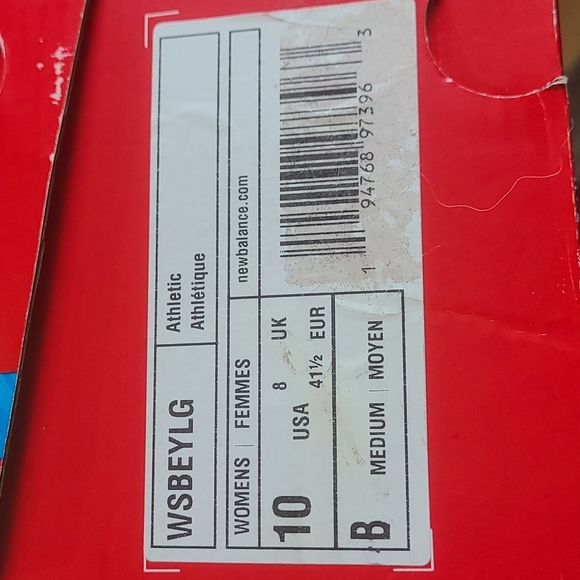 WSBEYLG
Athletic
Athlétique
WOMENS | FEMMES
newbalance.com
10 USA
8 UK
41½ EUR
B MEDIUM | MOYEN
1 94768 97396 3